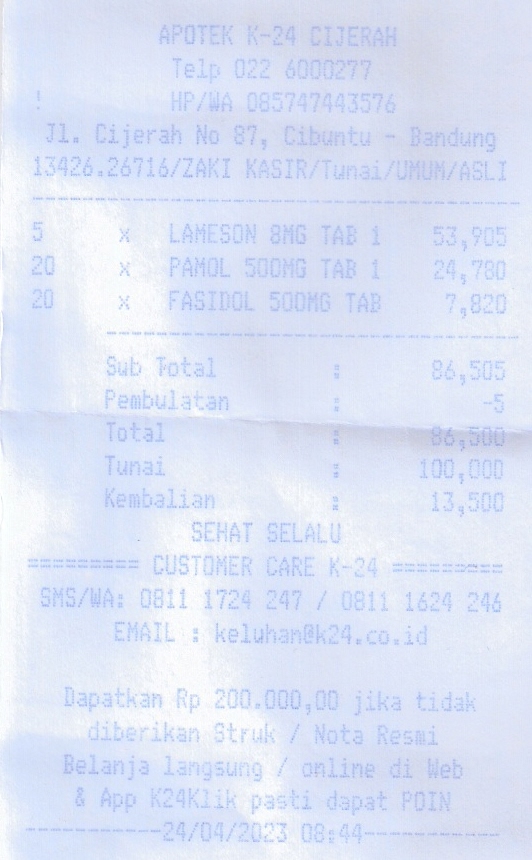 APOTEK K-24 CIJERAH
Telp 022 6000277
! HP/WA 085747443576
Jl. Cijerah No 87, Cibuntu - Bandung
13426.26716/ZAKI KASIR/Tunai/UMUM/ASLI
5 x LAMESON 8MG TAB 1 53,905
20 x PAMOL 500MG TAB 1 24,780
20 x FASIDOL 500MG TAB 7,820
Sub Total : 86,505
Pembulatan : -5
Total : 86,500
Tunai : 100,000
Kembalian : 13,500
SEHAT SELALU
========= CUSTOMER CARE K-24 =========
SMS/WA: 0811 1724 247 / 0811 1624 246
EMAIL : keluhan@k24.co.id
Dapatkan Rp 200.000,00 jika tidak
diberikan Struk / Nota Resmi
Belanja langsung / online di Web
& App K24Klik pasti dapat POIN
-----------24/04/2023 08:44-----------